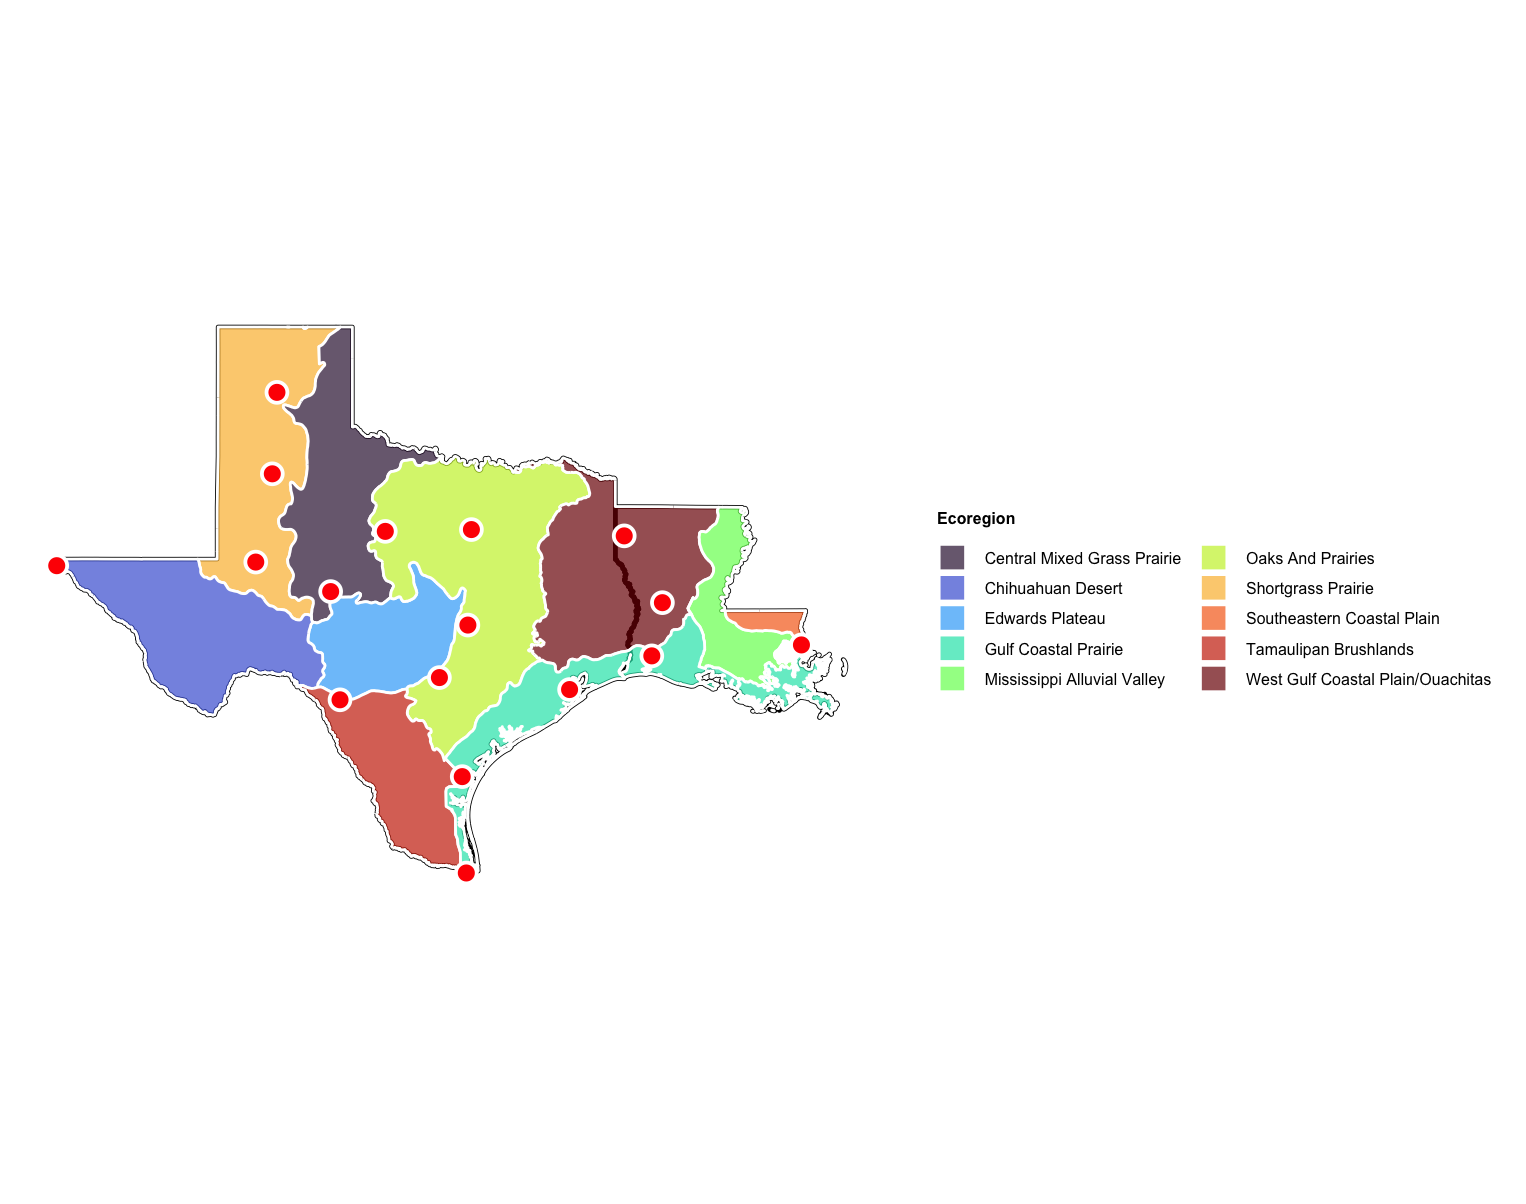 Ecoregion
Central Mixed Grass Prairie
Chihuahuan Desert
Edwards Plateau
Gulf Coastal Prairie
Mississippi Alluvial Valley
Oaks And Prairies
Shortgrass Prairie
Southeastern Coastal Plain
Tamaulipan Brushlands
West Gulf Coastal Plain/Ouachitas